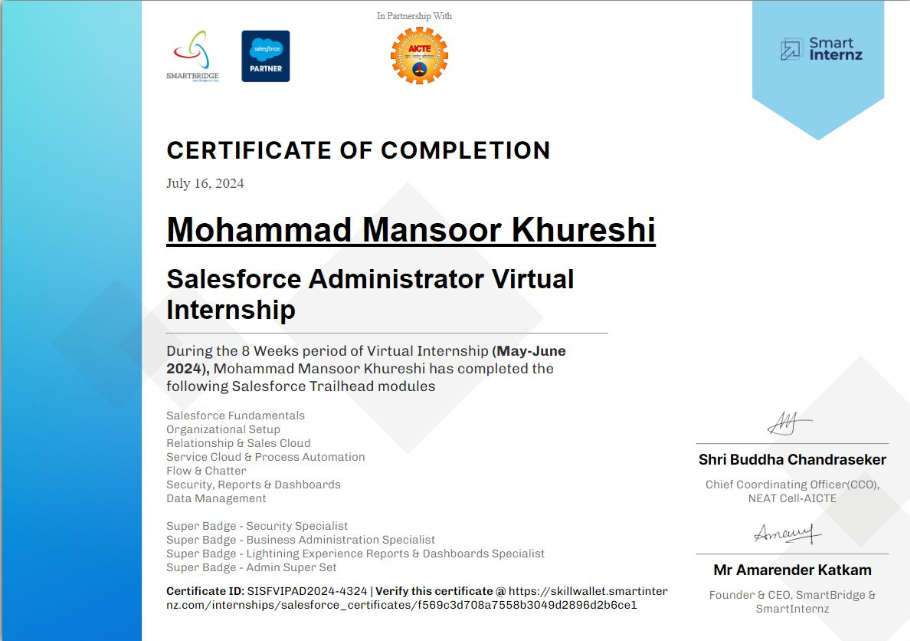 In Partnership With
SMARTBRIDGE
salesforce
PARTNER
AICTE
Smart
Internz
CERTIFICATE OF COMPLETION
July 16, 2024
Mohammad Mansoor Khureshi
Salesforce Administrator Virtual
Internship
During the 8 Weeks period of Virtual Internship (May-June
2024), Mohammad Mansoor Khureshi has completed the
following Salesforce Trailhead modules
Salesforce Fundamentals
Organizational Setup
Relationship & Sales Cloud
Service Cloud & Process Automation
Flow & Chatter
Security, Reports & Dashboards
Data Management
Super Badge - Security Specialist
Super Badge - Business Administration Specialist
Super Badge - Lightining Experience Reports & Dashboards Specialist
Super Badge - Admin Super Set
Certificate ID: SISFVIPAD2024-4324 | Verify this certificate @ https://skillwallet.smartinter
nz.com/internships/salesforce_certificates/f569c3d708a7558b3049d2896d2b6ce1
Shri Buddha Chandraseker
Chief Coordinating Officer(CCO),
NEAT Cell-AICTE
Mr Amarender Katkam
Founder & CEO, SmartBridge &
SmartInternz